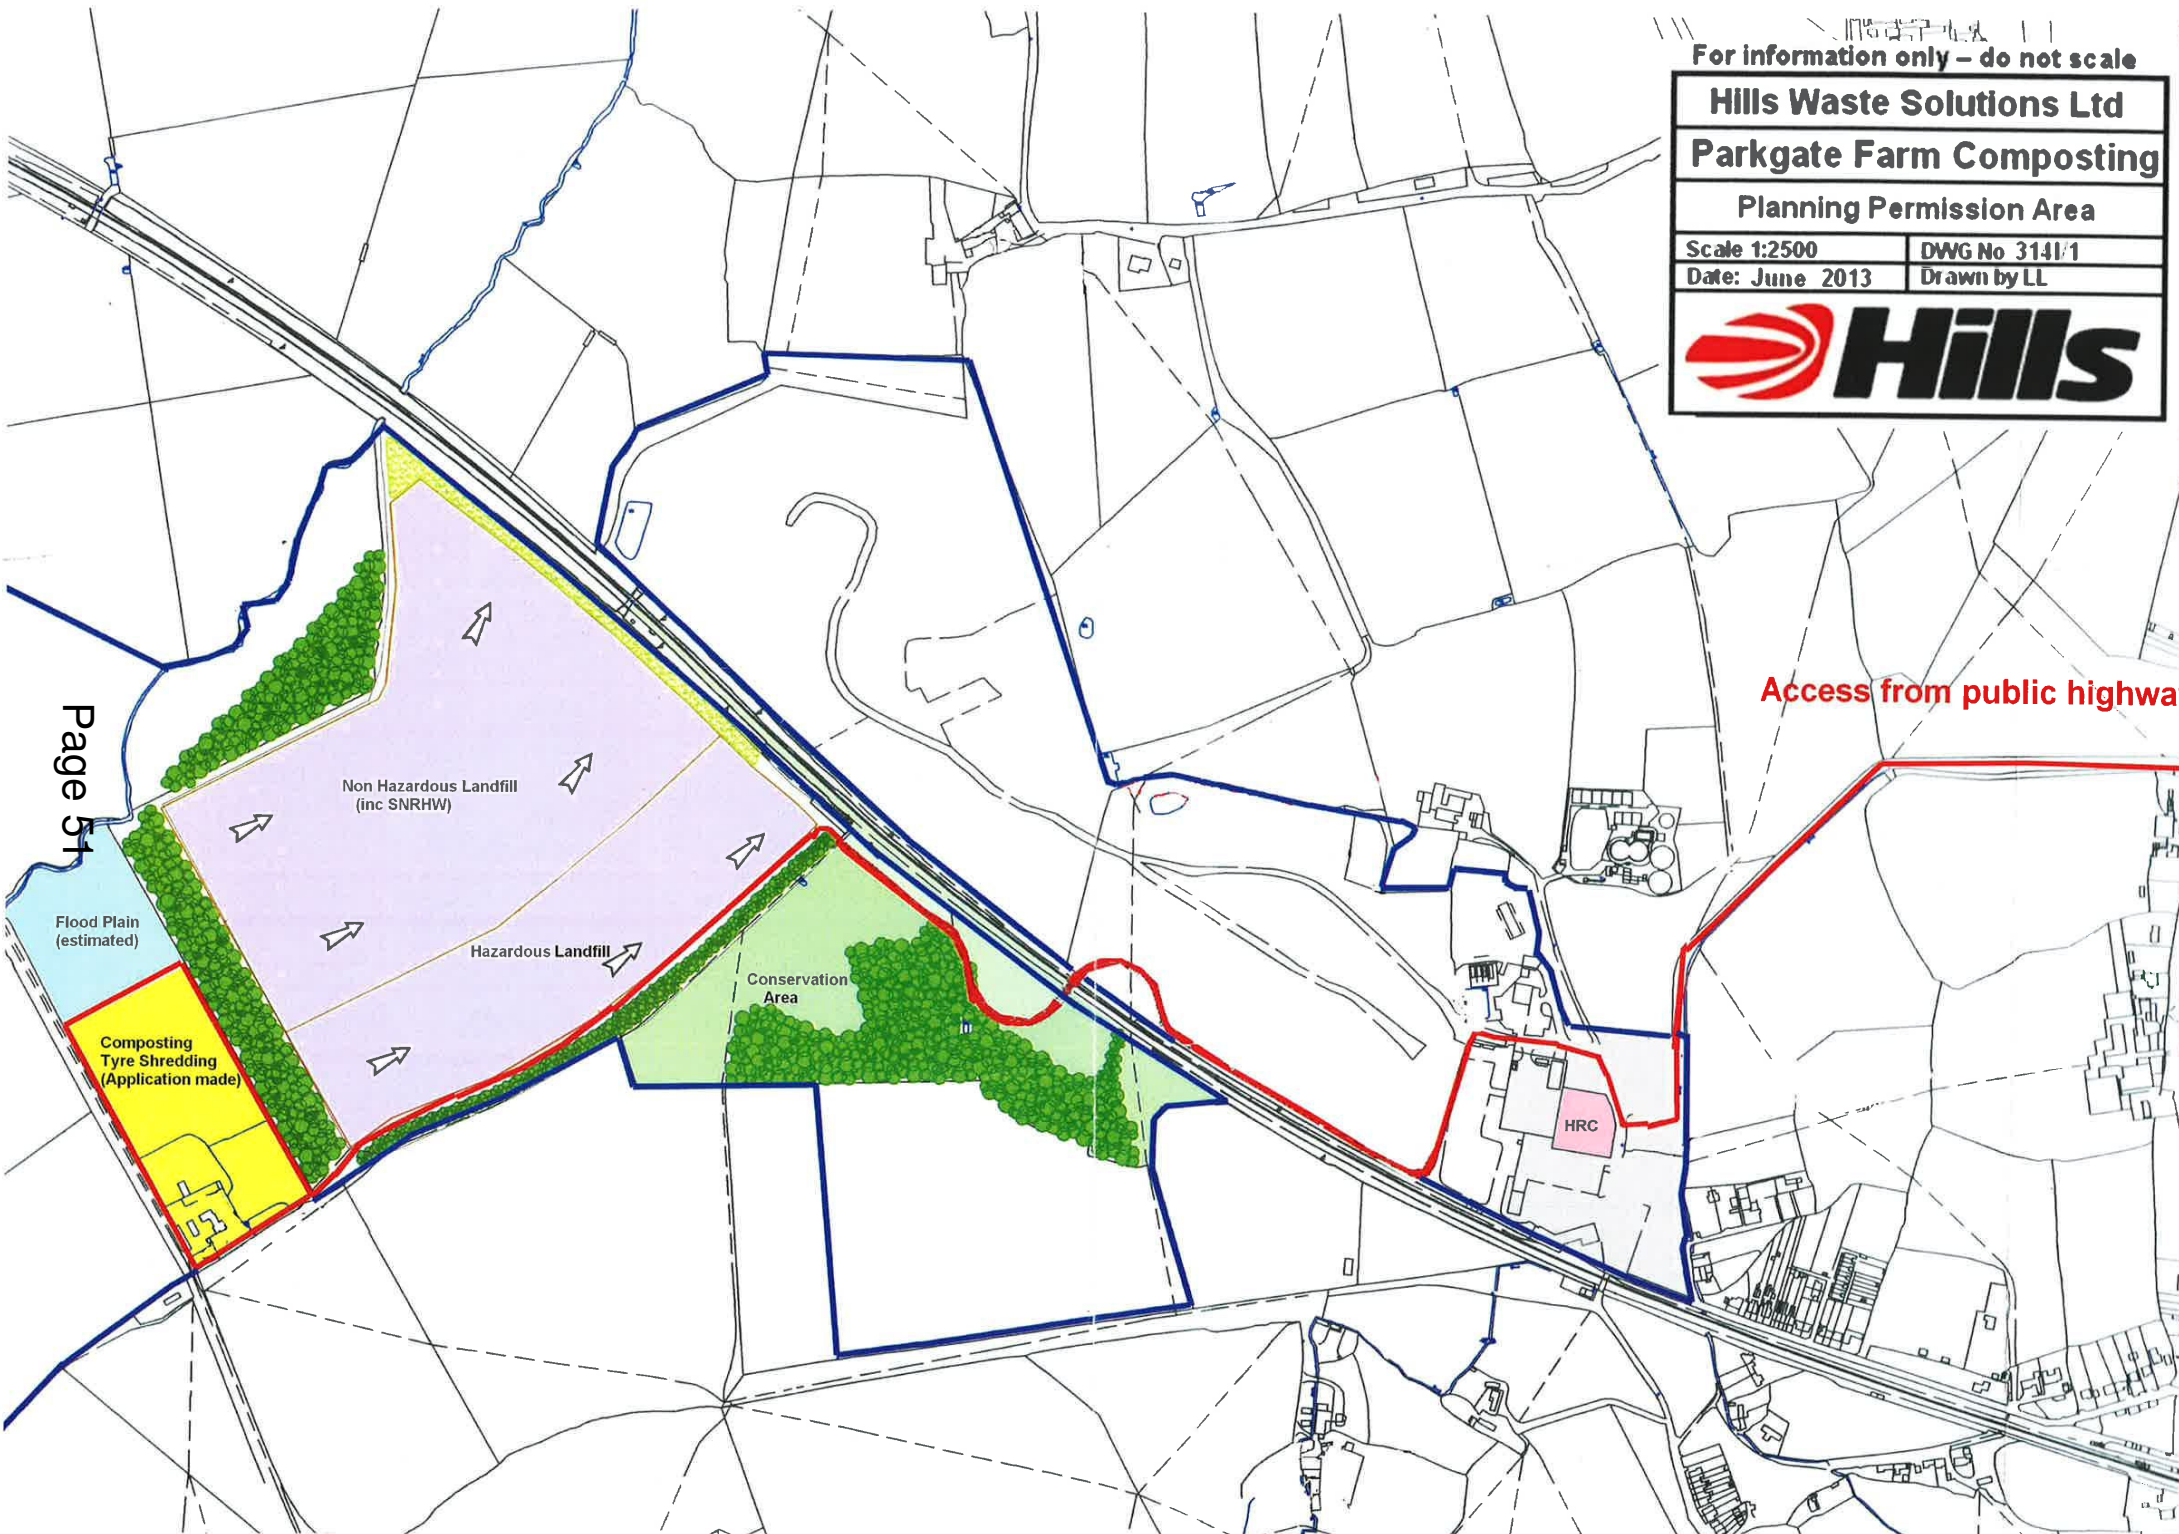 For information only – do not scale
Hills Waste Solutions Ltd
Parkgate Farm Composting
Planning Permission Area
Scale 1:2500
DWG No 3141/1
Date: June 2013
Drawn by LL
Hills
Access from public highwa
Page 51
Non Hazardous Landfill
(inc SNRHW)
Flood Plain
(estimated)
Hazardous Landfill
Conservation
Area
Composting
Tyre Shredding
(Application made)
HRC